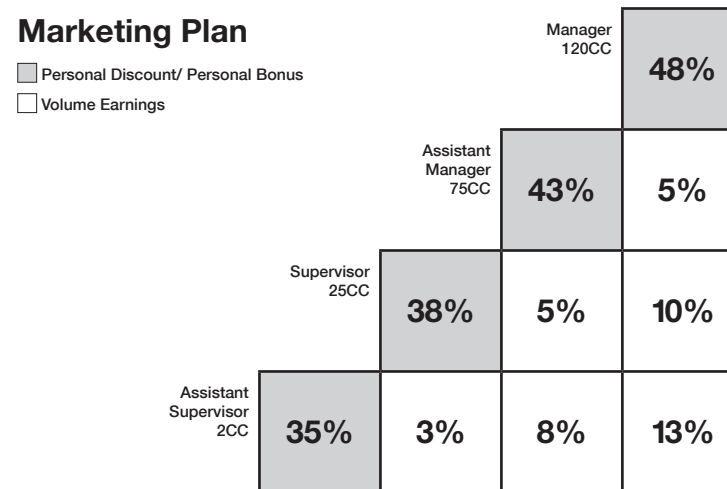 Marketing Plan
Personal Discount/ Personal Bonus
Volume Earnings
Manager
120CC
48%
Assistant
Manager
75CC
43%
5%
Supervisor
25CC
38%
5%
10%
Assistant
Supervisor
2CC
35%
3%
8%
13%